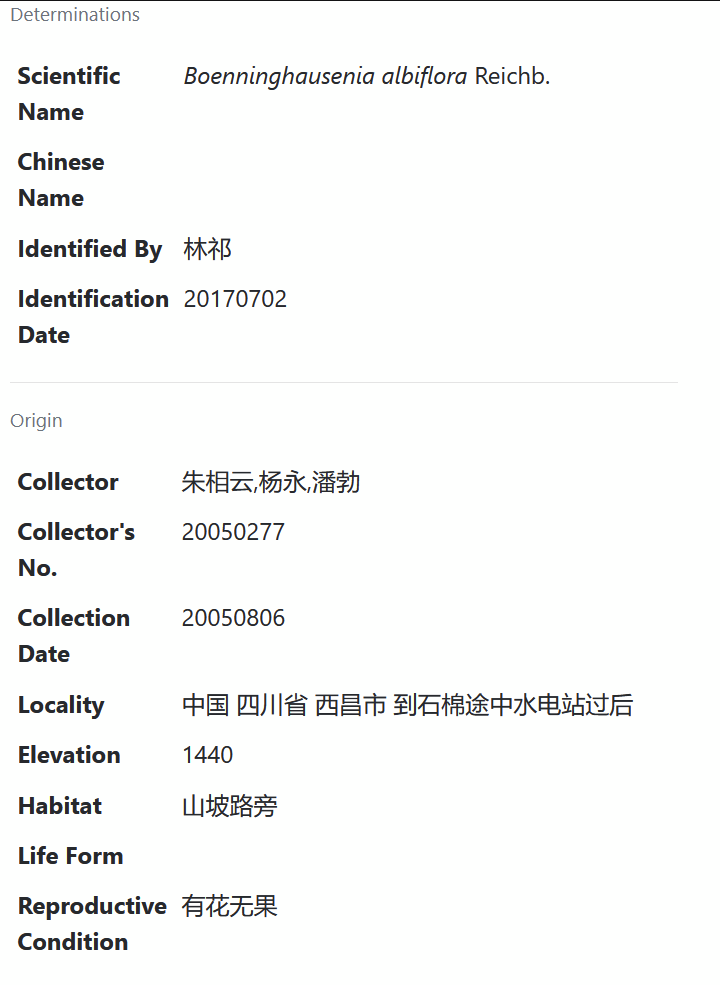 Determinations
Scientific Name Boenninghausenia albiflora Reichb.
Chinese Name
Identified By 林祁
Identification Date 20170702
Origin
Collector 朱相云,杨永,潘勃
Collector's No. 20050277
Collection Date 20050806
Locality 中国 四川省 西昌市 到石棉途中水电站过后
Elevation 1440
Habitat 山坡路旁
Life Form
Reproductive Condition 有花无果